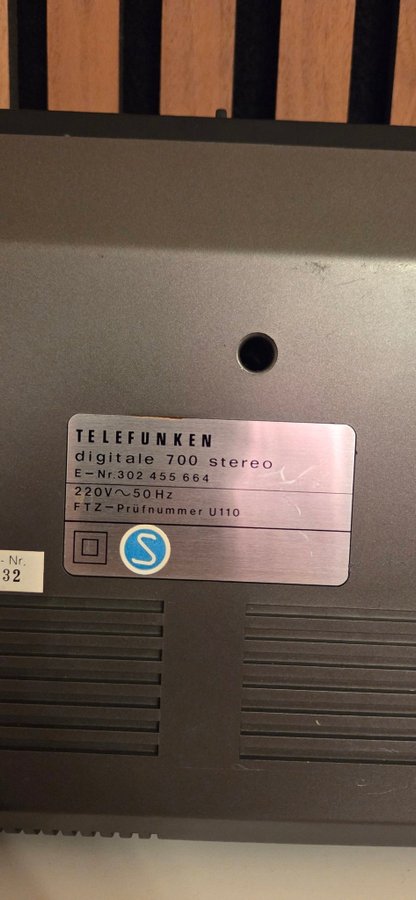 TELEFUNKEN
digitale 700 stereo
E-Nr. 302 455 664
220V~50Hz
FTZ-Prüfnummer U110
S
- Nr.
32